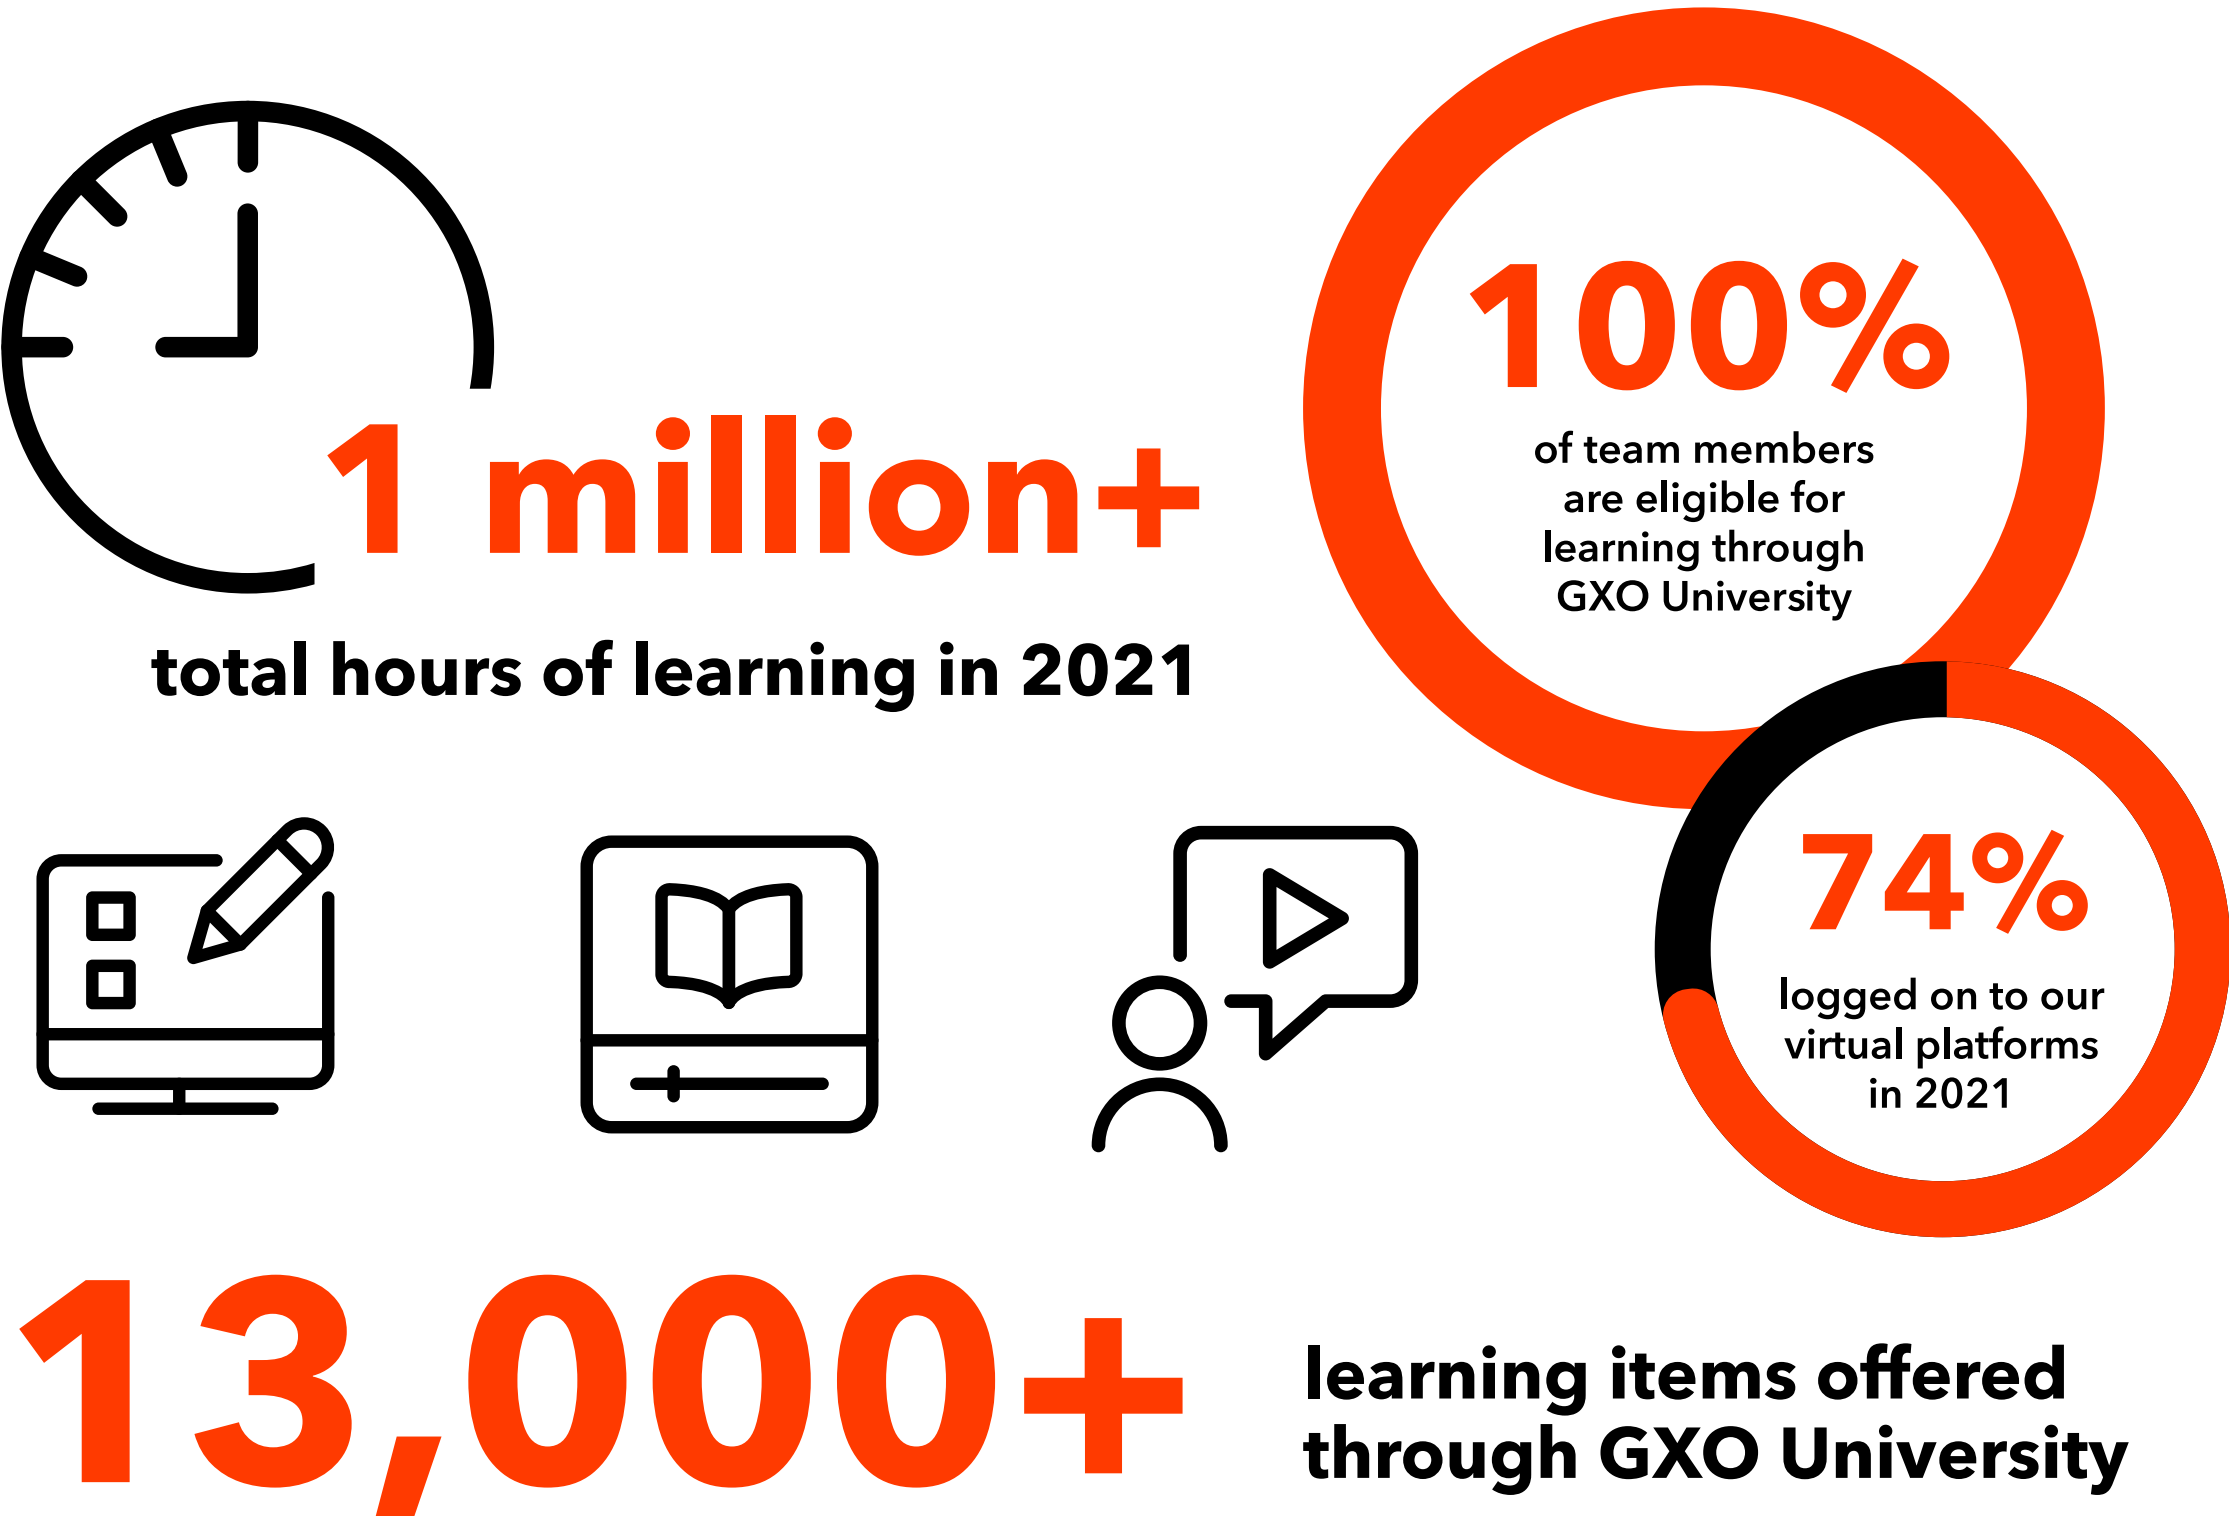 1 million+
total hours of learning in 2021
100%
of team members
are eligible for
learning through
GXO University
74%
logged on to our
virtual platforms
in 2021
13,000+
learning items offered
through GXO University